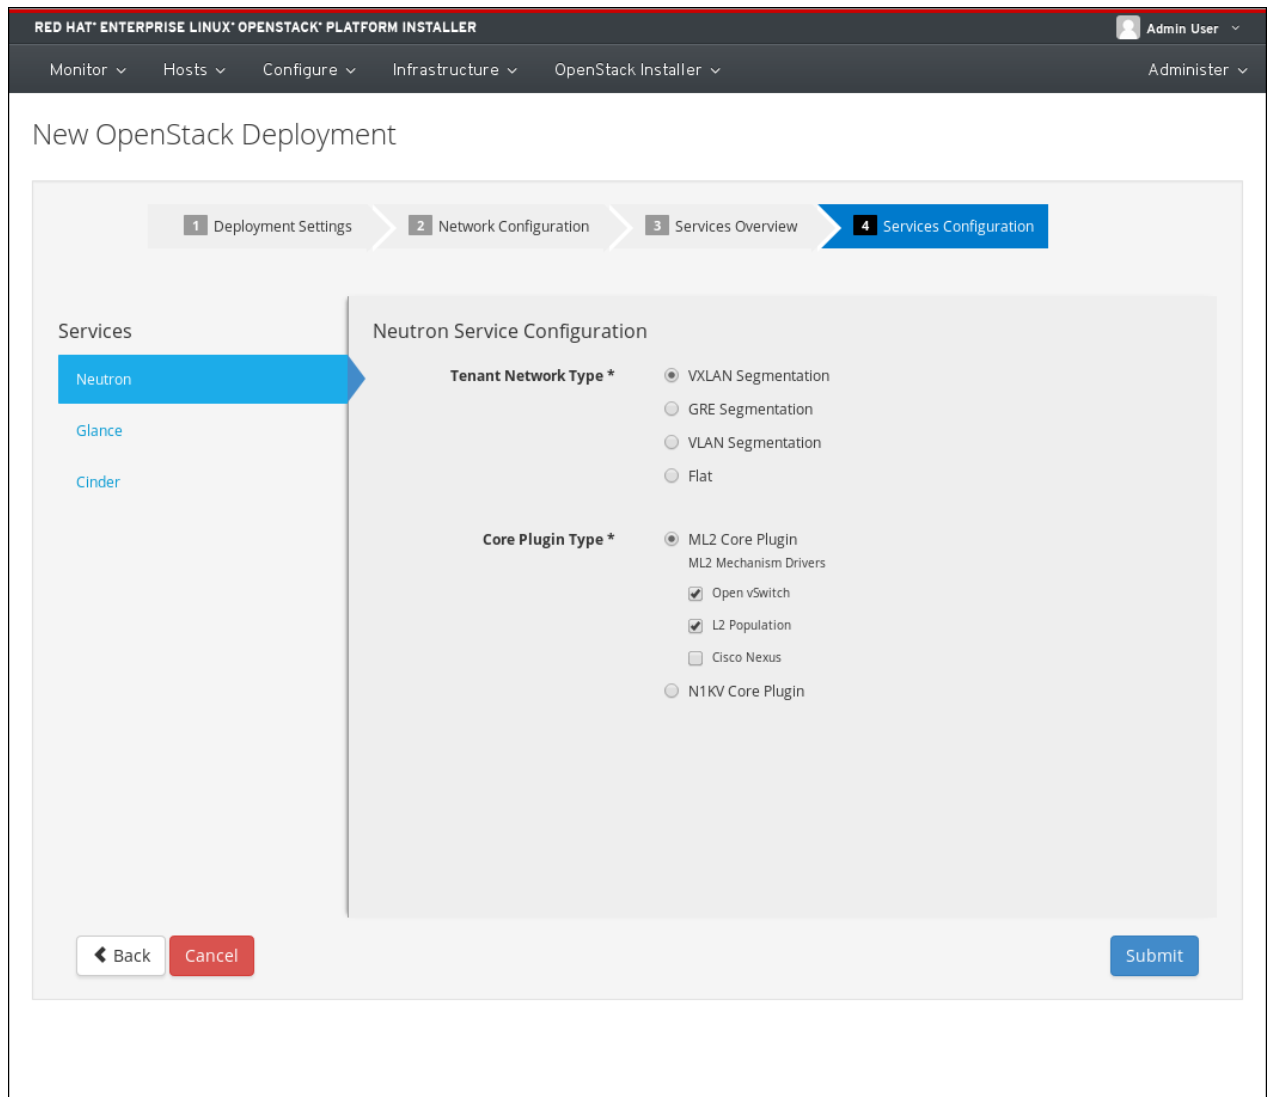 RED HAT® ENTERPRISE LINUX® OPENSTACK® PLATFORM INSTALLER
Admin User
Monitor Hosts Configure Infrastructure OpenStack Installer Administer
New OpenStack Deployment
1 Deployment Settings 2 Network Configuration 3 Services Overview 4 Services Configuration
Services
Neutron
Glance
Cinder
Neutron Service Configuration
Tenant Network Type * VXLAN Segmentation
GRE Segmentation
VLAN Segmentation
Flat
Core Plugin Type * ML2 Core Plugin
ML2 Mechanism Drivers
Open vSwitch
L2 Population
Cisco Nexus
N1KV Core Plugin
Back Cancel Submit